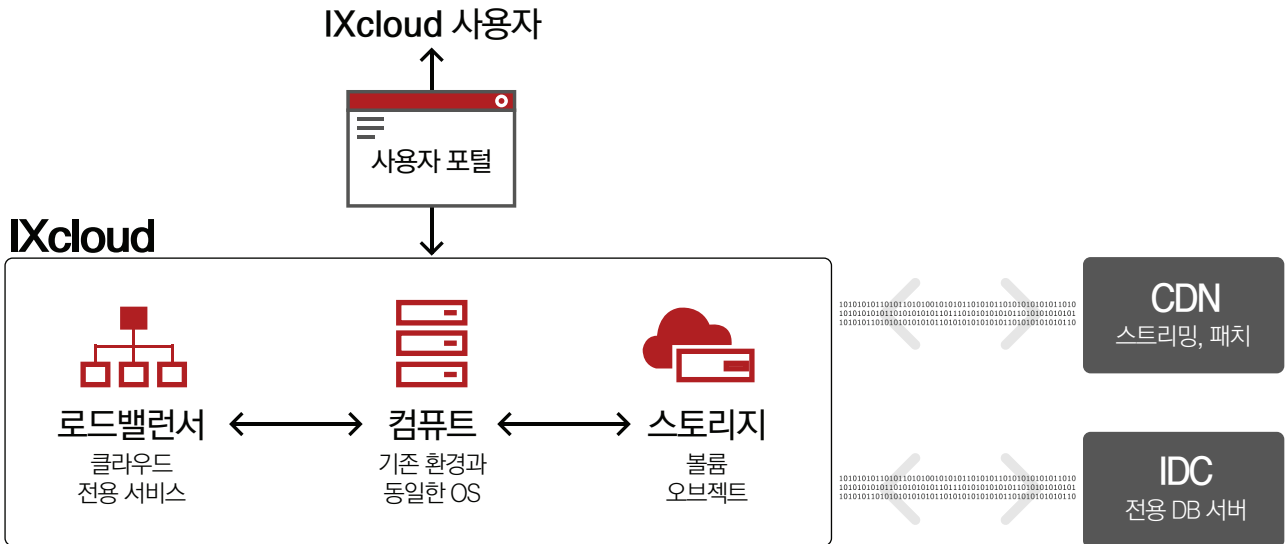 IXcloud 사용자
사용자 포털
IXcloud
로드밸런서
클라우드
전용 서비스
컴퓨트
기존 환경과
동일한 OS
스토리지
볼륨
오브젝트
CDN
스트리밍, 패치
IDC
전용 DB 서버